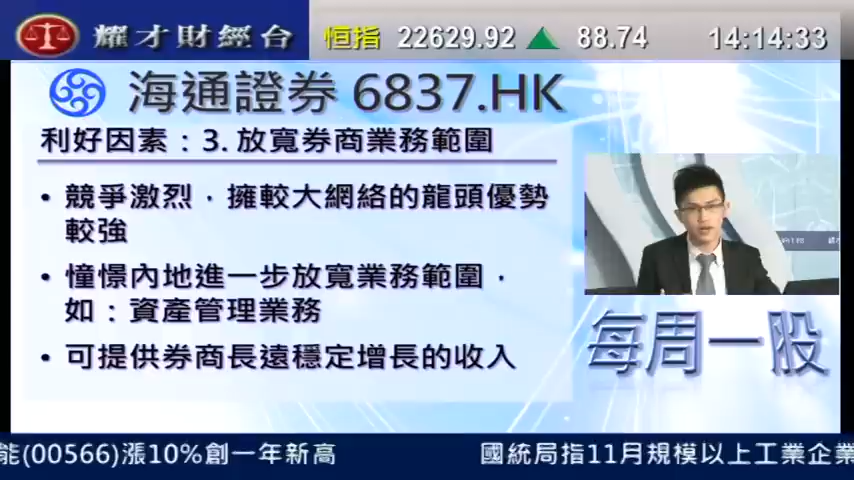 耀才財經台
恒指 22629.92 88.74 14:14:33
海通證券 6837.HK
利好因素：3. 放寬券商業務範圍
• 競爭激烈，擁較大網絡的龍頭優勢
較強
• 憧憬內地進一步放寬業務範圍，
如：資產管理業務
• 可提供券商長遠穩定增長的收入
每周一股
能(00566)漲10%創一年新高 國統局指11月規模以上工業企業